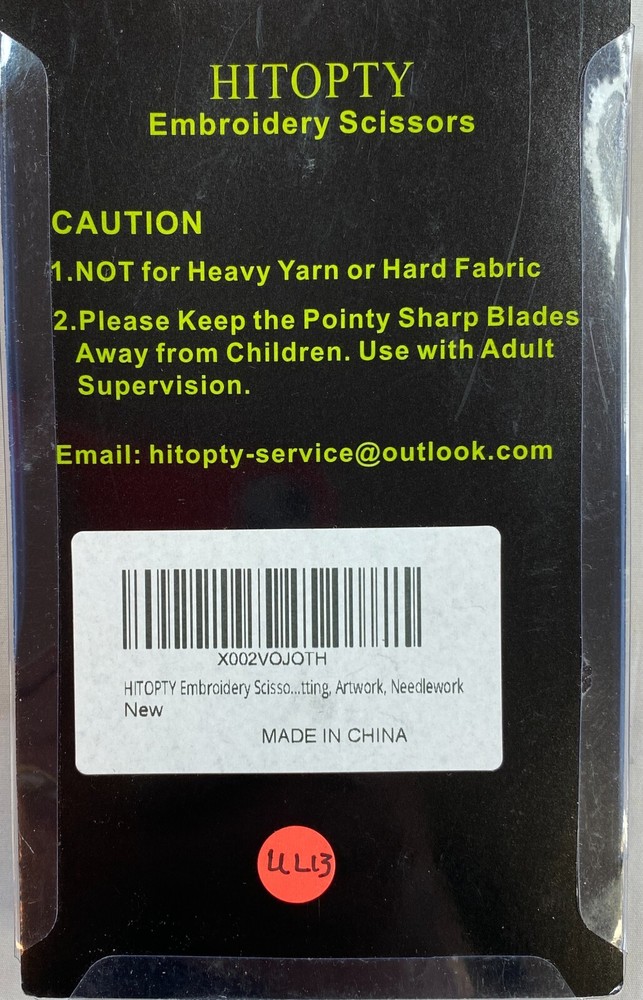 HITOPTY
Embroidery Scissors
CAUTION
1.NOT for Heavy Yarn or Hard Fabric
2.Please Keep the Pointy Sharp Blades
Away from Children. Use with Adult
Supervision.
Email: hitopty-service@outlook.com
X002VOJOTH
HITOPTY Embroidery Scisso...tting, Artwork, Needlework
New
MADE IN CHINA
UL13